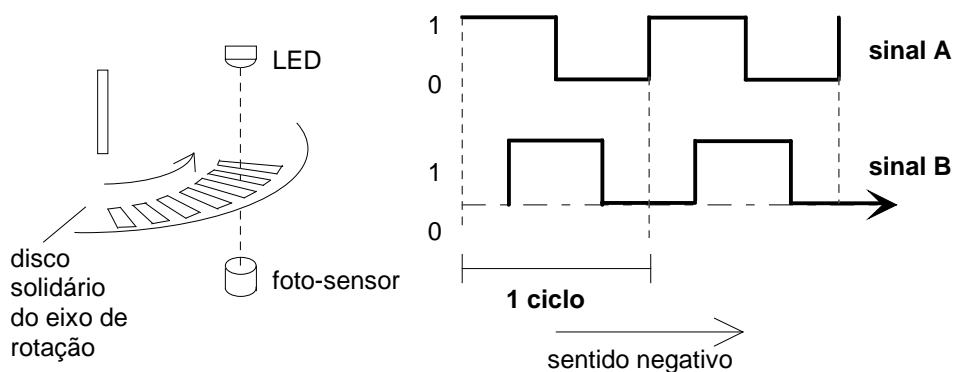 LED
disco
solidário
do eixo de
rotação
foto-sensor
1
0
sinal A
1
0
sinal B
1 ciclo
sentido negativo